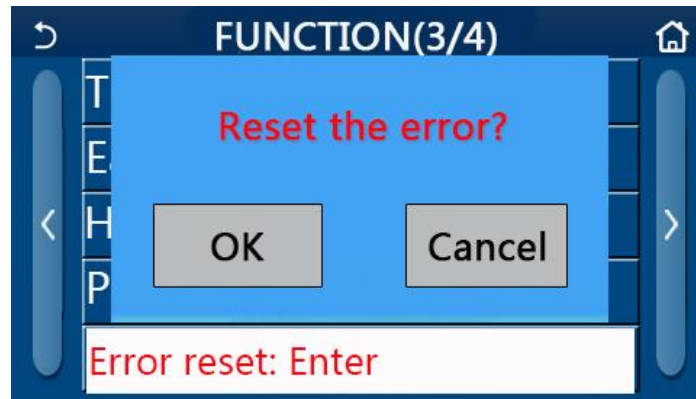 FUNCTION(3/4)
Reset the error?
OK
Cancel
Error reset: Enter